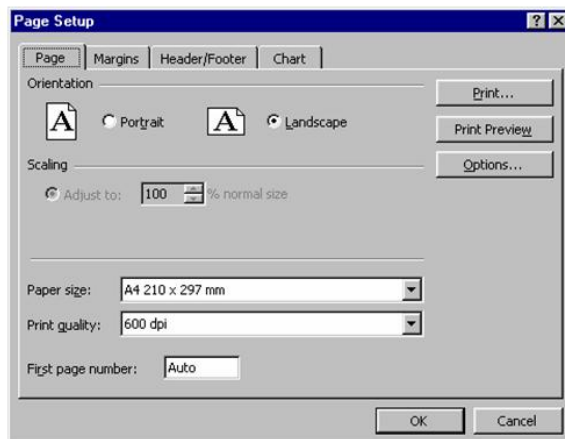 Page Setup
Page Margins Header/Footer Chart
Orientation
A Portrait A Landscape
Print...
Print Preview
Scaling
Options...
Adjust to: 100 % normal size
Paper size: A4 210 x 297 mm
Print quality: 600 dpi
First page number: Auto
OK Cancel